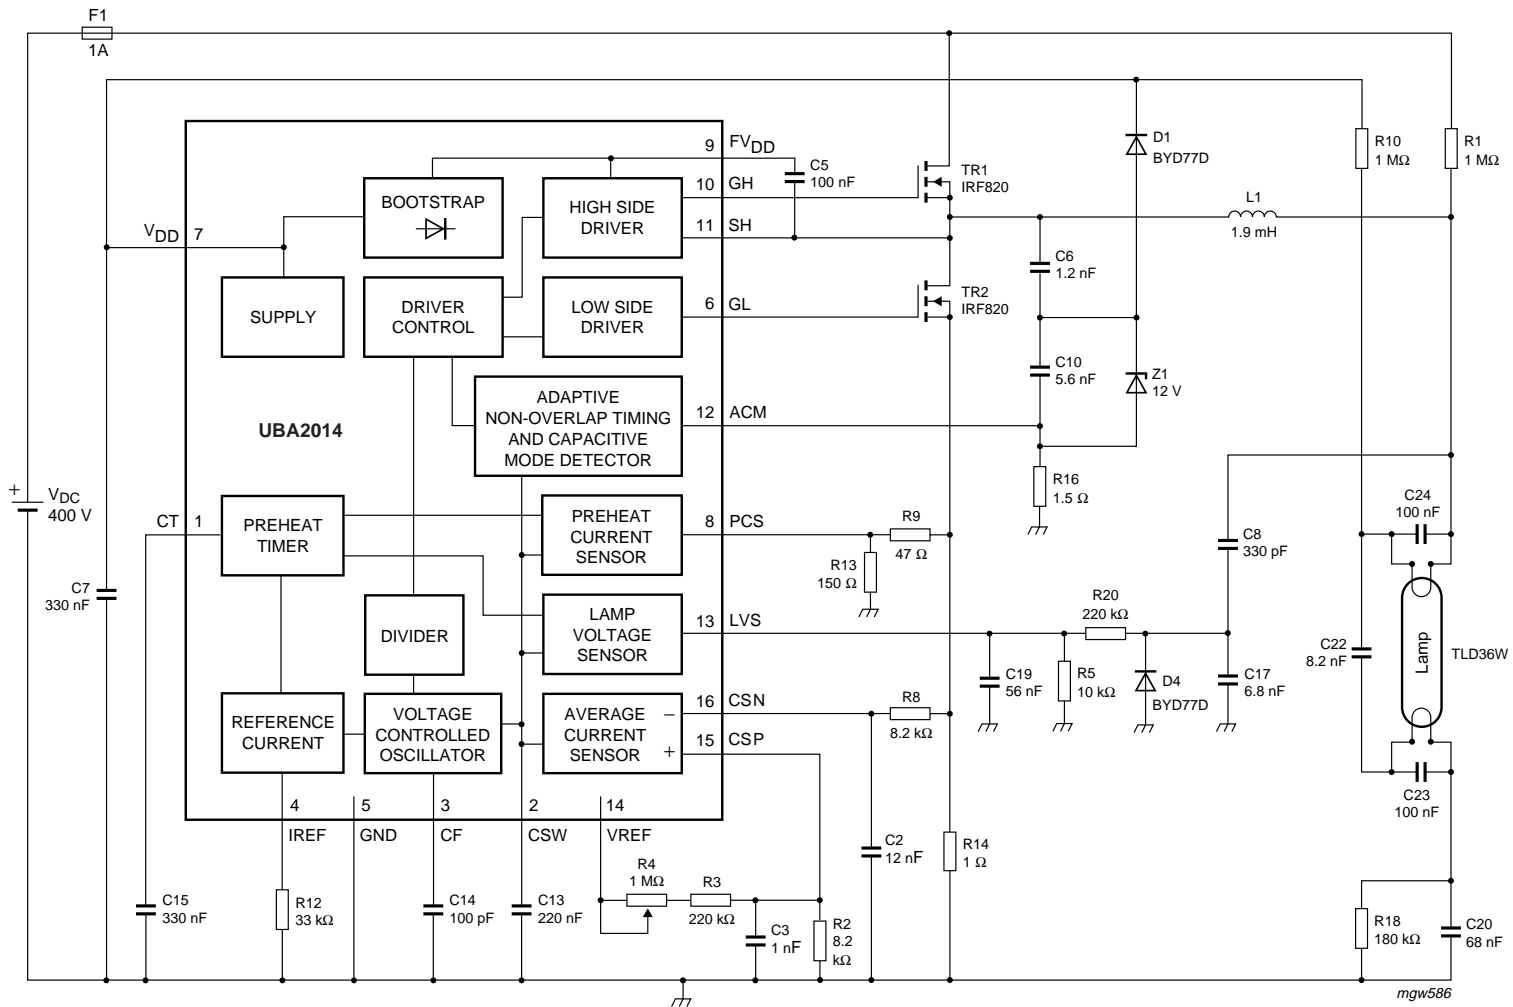 F1
1A
VDC
400 V
+
C7
330 nF
VDD 7
BOOTSTRAP
SUPPLY
HIGH SIDE
DRIVER
DRIVER
CONTROL
LOW SIDE
DRIVER
ADAPTIVE
NON-OVERLAP TIMING
AND CAPACITIVE
MODE DETECTOR
UBA2014
CT 1
PREHEAT
TIMER
PREHEAT
CURRENT
SENSOR
DIVIDER
LAMP
VOLTAGE
SENSOR
REFERENCE
CURRENT
VOLTAGE
CONTROLLED
OSCILLATOR
AVERAGE
CURRENT
SENSOR
−
+
9 FVDD
10 GH
11 SH
6 GL
12 ACM
8 PCS
13 LVS
16 CSN
15 CSP
4 5 3 2 14
IREF GND CF CSW VREF
C5
100 nF
TR1
IRF820
TR2
IRF820
D1
BYD77D
R10
1 MΩ
R1
1 MΩ
L1
1.9 mH
C6
1.2 nF
C10
5.6 nF
Z1
12 V
R16
1.5 Ω
R9
47 Ω
R13
150 Ω
C24
100 nF
C8
330 pF
R20
220 kΩ
C19
56 nF
R5
10 kΩ
D4
BYD77D
C17
6.8 nF
C22
8.2 nF
Lamp
TLD36W
C23
100 nF
R8
8.2 kΩ
C2
12 nF
R14
1 Ω
R4
1 MΩ
R3
220 kΩ
C15
330 nF
R12
33 kΩ
C14
100 pF
C13
220 nF
C3
1 nF
R2
8.2
kΩ
R18
180 kΩ
C20
68 nF
mgw586